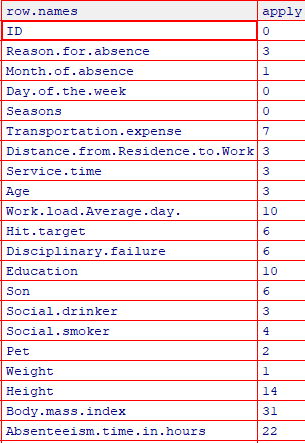 row.names apply
ID 0
Reason.for.absence 3
Month.of.absence 1
Day.of.the.week 0
Seasons 0
Transportation.expense 7
Distance.from.Residence.to.Work 3
Service.time 3
Age 3
Work.load.Average.day. 10
Hit.target 6
Disciplinary.failure 6
Education 10
Son 6
Social.drinker 3
Social.smoker 4
Pet 2
Weight 1
Height 14
Body.mass.index 31
Absenteeism.time.in.hours 22